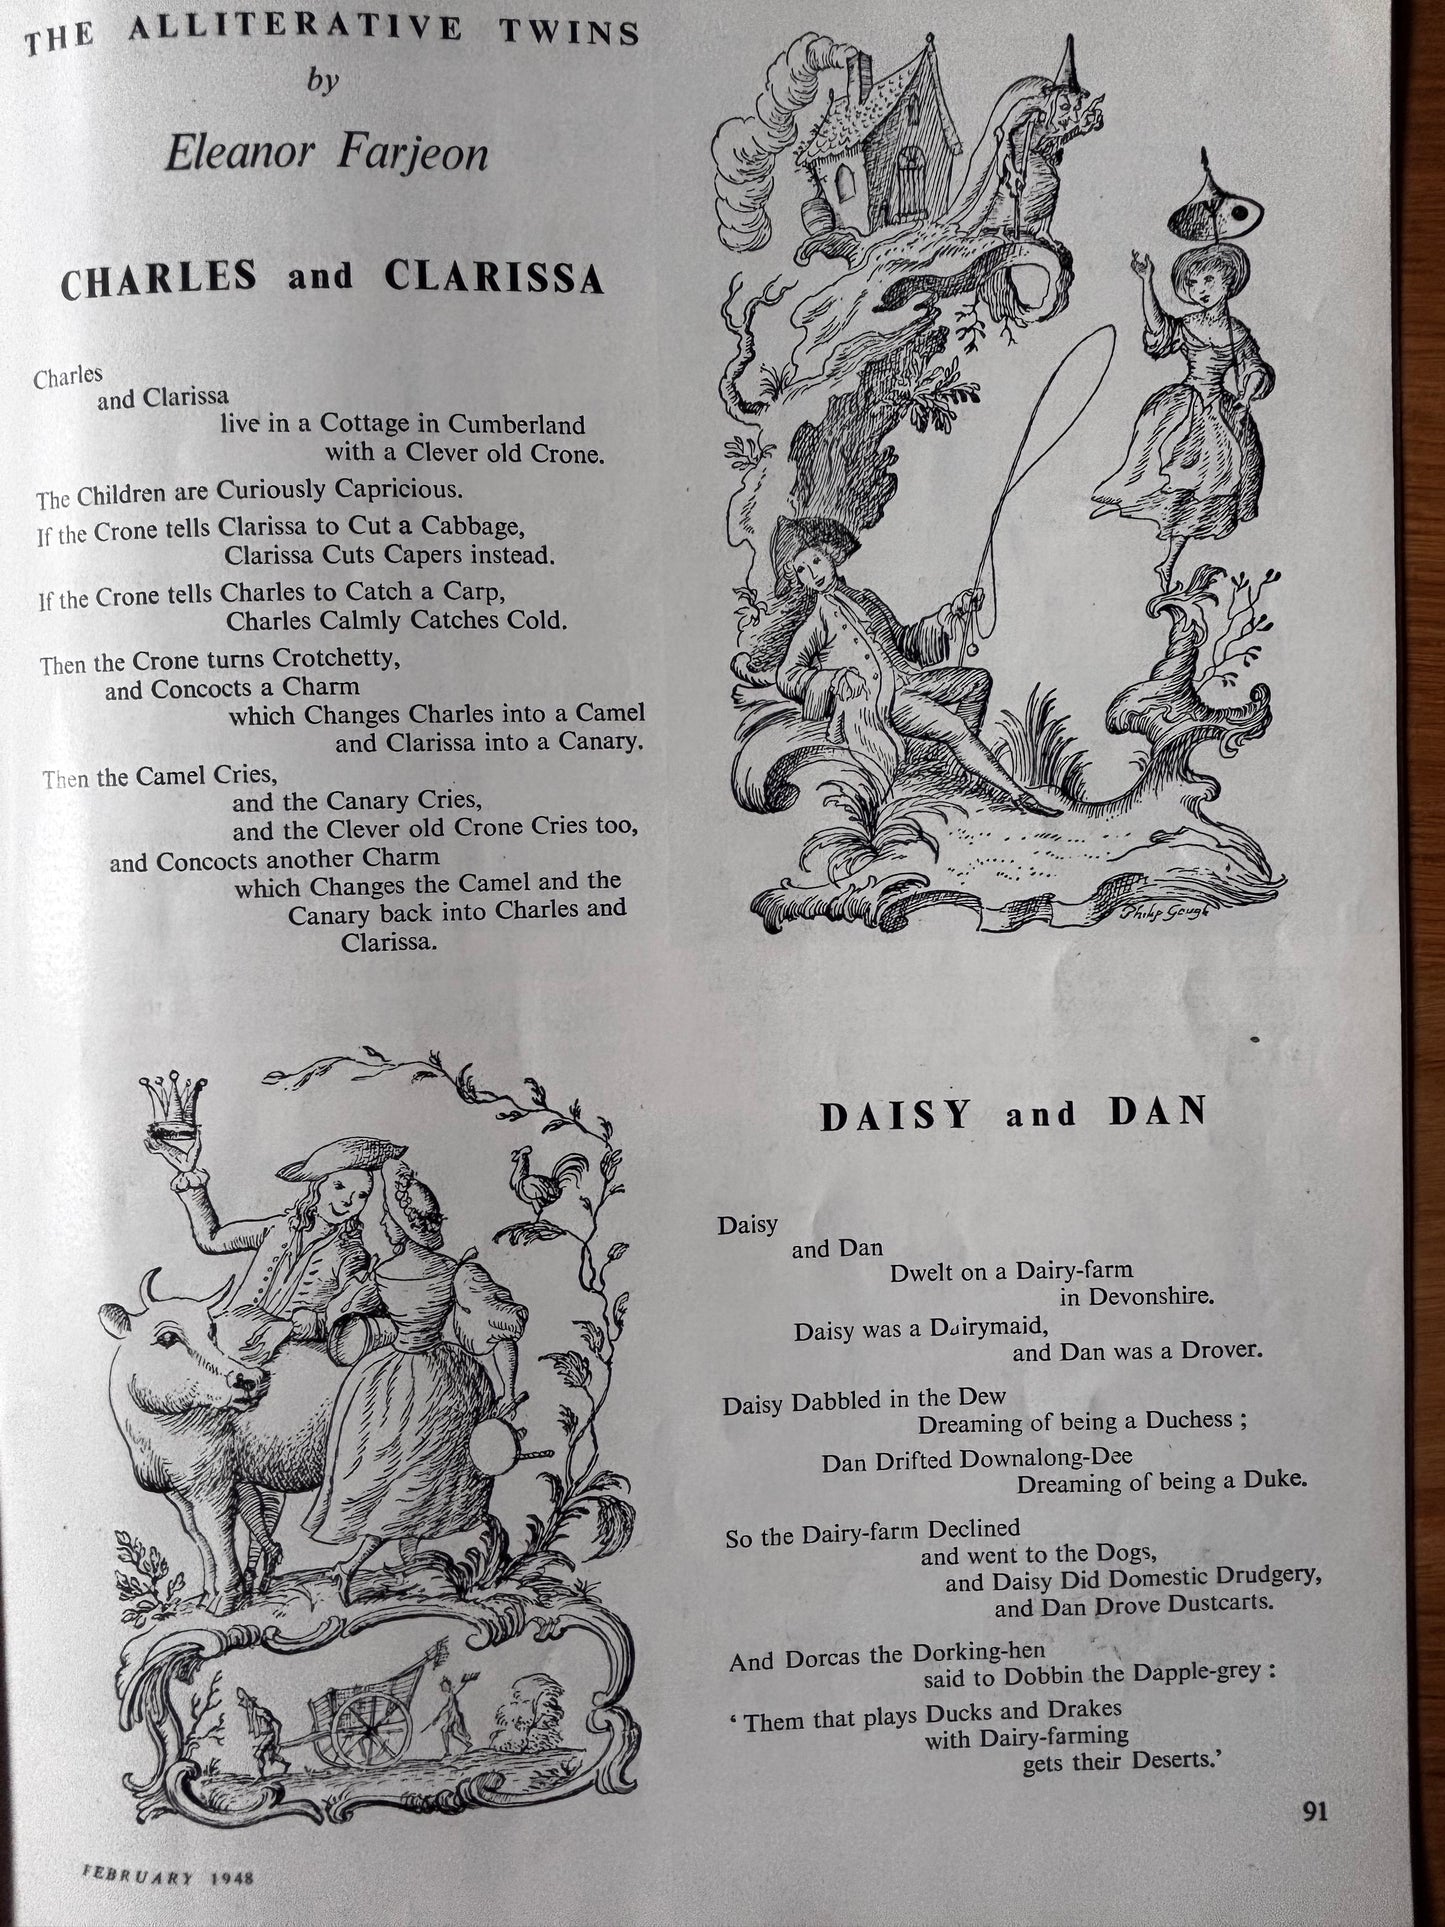 THE ALLITERATIVE TWINS
by
Eleanor Farjeon
CHARLES and CLARISSA
Charles
and Clarissa
live in a Cottage in Cumberland
with a Clever old Crone.
The Children are Curiously Capricious.
If the Crone tells Clarissa to Cut a Cabbage,
Clarissa Cuts Capers instead.
If the Crone tells Charles to Catch a Carp,
Charles Calmly Catches Cold.
Then the Crone turns Crotchetty,
and Concocts a Charm
which Changes Charles into a Camel
and Clarissa into a Canary.
Then the Camel Cries,
and the Canary Cries,
and the Clever old Crone Cries too,
and Concocts another Charm
which Changes the Camel and the
Canary back into Charles and
Clarissa.
Philip Gough
DAISY and DAN
Daisy
and Dan
Dwelt on a Dairy-farm
in Devonshire.
Daisy was a Dairymaid,
and Dan was a Drover.
Daisy Dabbled in the Dew
Dreaming of being a Duchess ;
Dan Drifted Downalong-Dee
Dreaming of being a Duke.
So the Dairy-farm Declined
and went to the Dogs,
and Daisy Did Domestic Drudgery,
and Dan Drove Dustcarts.
And Dorcas the Dorking-hen
said to Dobbin the Dapple-grey :
‘ Them that plays Ducks and Drakes
with Dairy-farming
gets their Deserts.’
91
FEBRUARY 1948